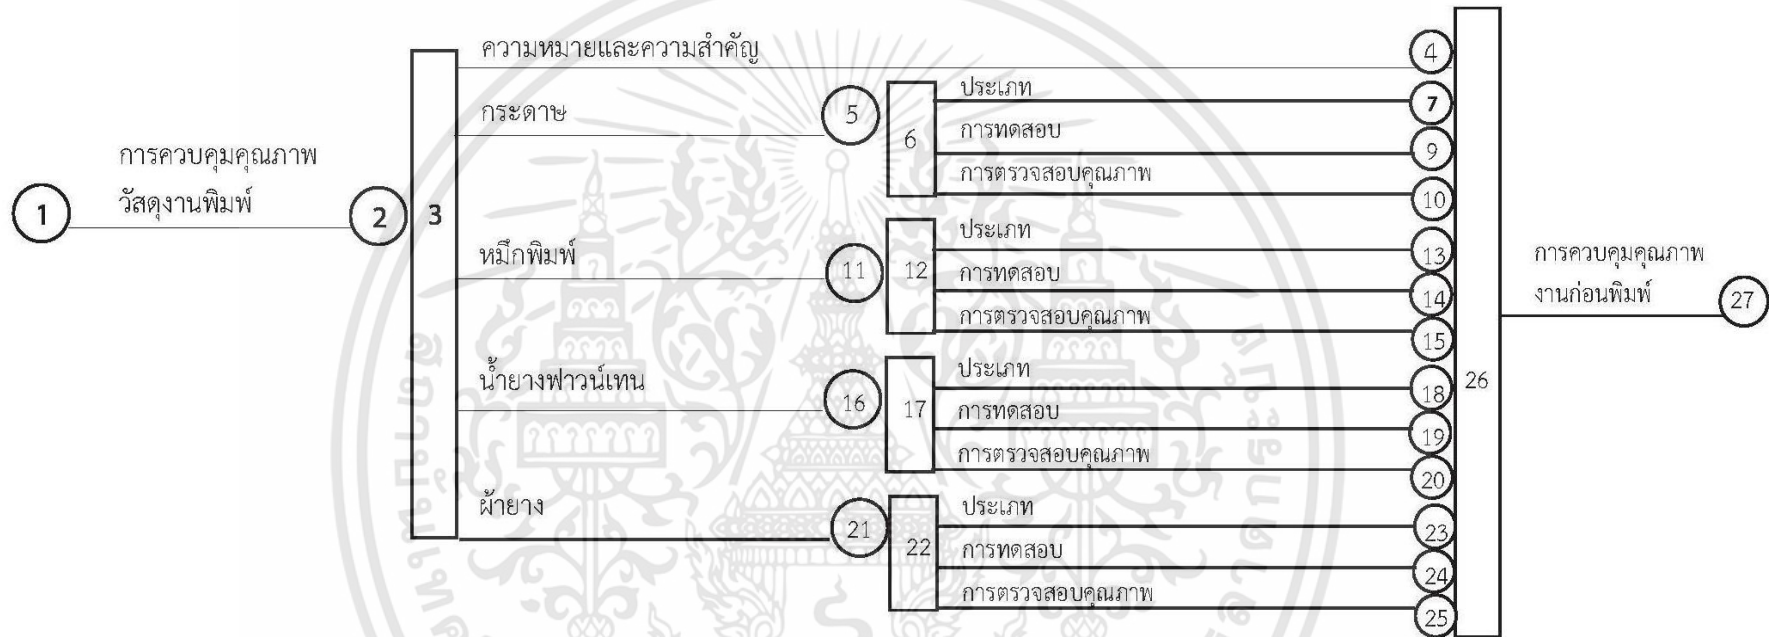 ความหมายและความสำคัญ
4
กระดาษ
5
6
ประเภท
7
การทดสอบ
9
การตรวจสอบคุณภาพ
10
1
การควบคุมคุณภาพ
วัสดุงานพิมพ์
2
3
หมึกพิมพ์
11
12
ประเภท
13
การทดสอบ
14
การตรวจสอบคุณภาพ
15
น้ำยางฟาวน์เทน
16
17
ประเภท
18
การทดสอบ
19
การตรวจสอบคุณภาพ
20
ผ้ายาง
21
22
ประเภท
23
การทดสอบ
24
การตรวจสอบคุณภาพ
25
26
การควบคุมคุณภาพ
งานก่อนพิมพ์
27